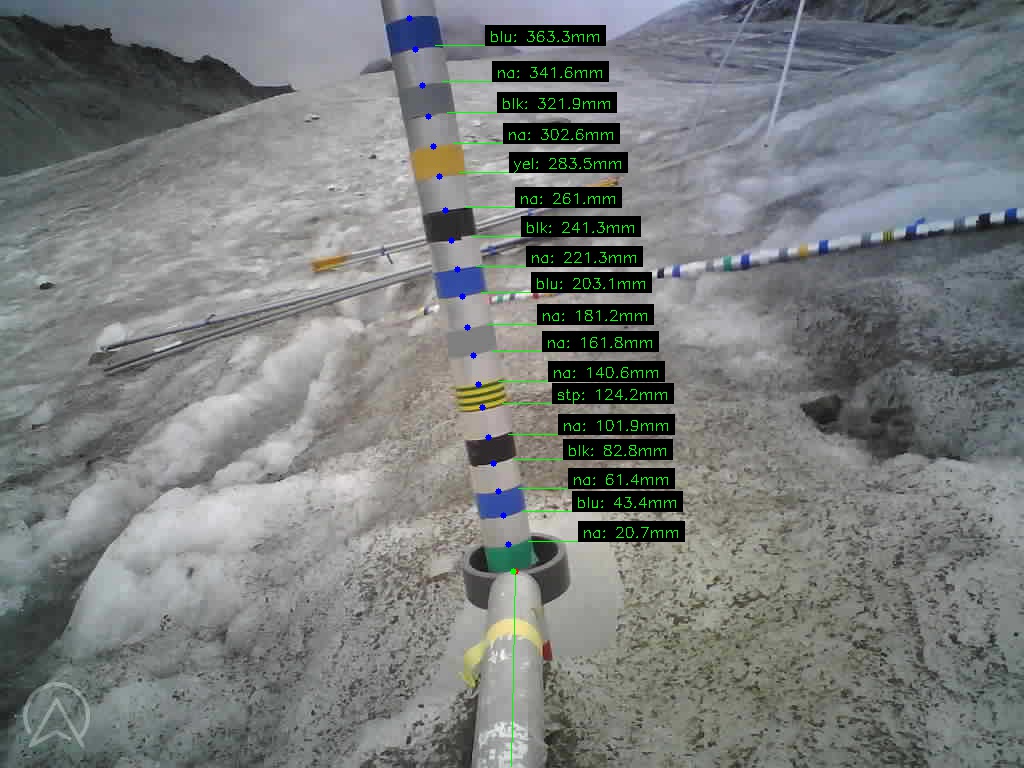 blu: 363.3mm
na: 341.6mm
blk: 321.9mm
na: 302.6mm
yel: 283.5mm
na: 261.mm
blk: 241.3mm
na: 221.3mm
blu: 203.1mm
na: 181.2mm
na: 161.8mm
na: 140.6mm
stp: 124.2mm
na: 101.9mm
blk: 82.8mm
na: 61.4mm
blu: 43.4mm
na: 20.7mm